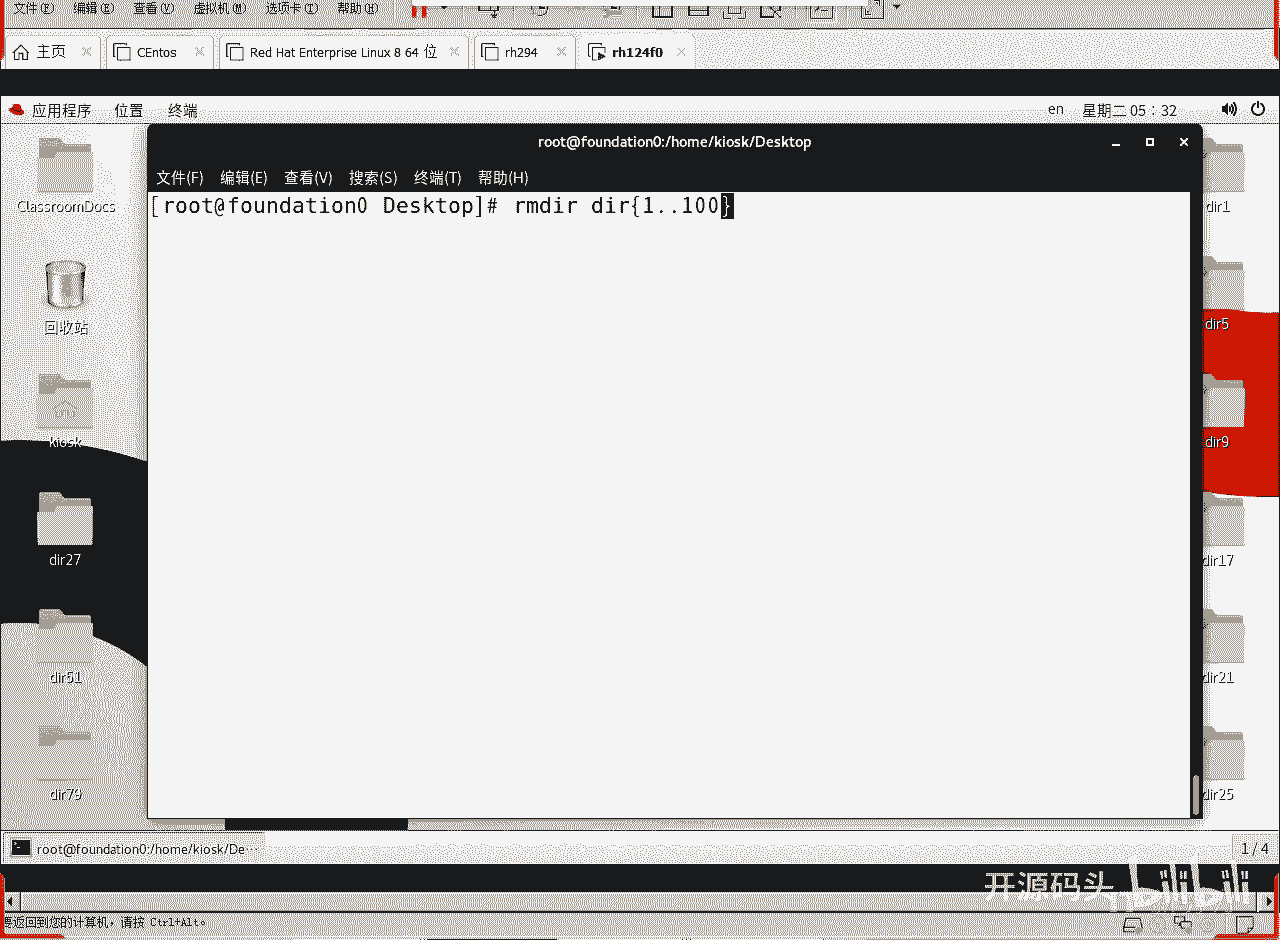 文件(F) 编辑(E) 查看(V) 虚拟机(M) 选项卡(T) 帮助(H)
主页 CEntos Red Hat Enterprise Linux 8 64 位 rh294 rh124f0
应用程序 位置 终端 en 星期二 05：32
root@foundation0:/home/kiosk/Desktop
文件(F) 编辑(E) 查看(V) 搜索(S) 终端(T) 帮助(H)
[root@foundation0 Desktop]# rmdir dir{1..100}
ClassroomDocs
回收站
kiosk
dir27
dir51
dir79
dir1
dir5
dir9
dir17
dir21
dir25
root@foundation0:/home/kiosk/De…
1 / 4
开源码头 bilibili
要返回到您的计算机，请按 Ctrl+Alt。